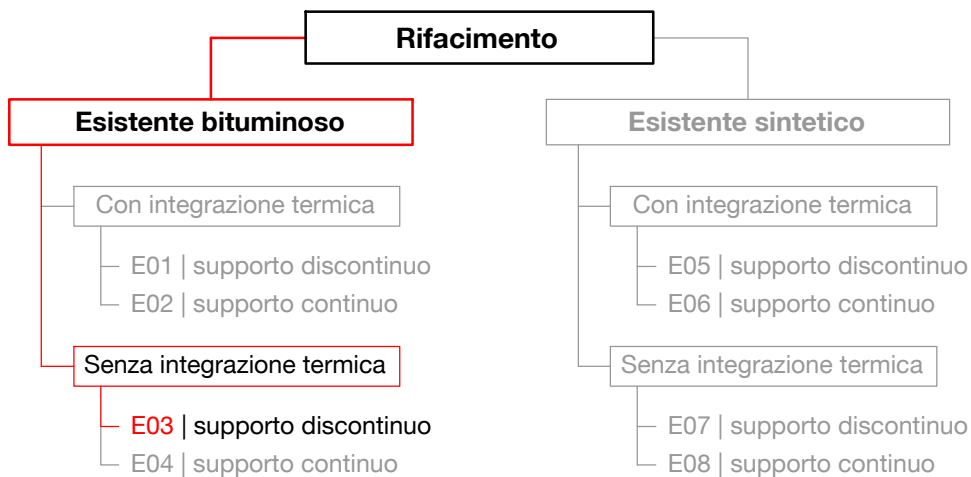 Rifacimento
Esistente bituminoso
Con integrazione termica
E01 | supporto discontinuo
E02 | supporto continuo
Senza integrazione termica
E03 | supporto discontinuo
E04 | supporto continuo
Esistente sintetico
Con integrazione termica
E05 | supporto discontinuo
E06 | supporto continuo
Senza integrazione termica
E07 | supporto discontinuo
E08 | supporto continuo